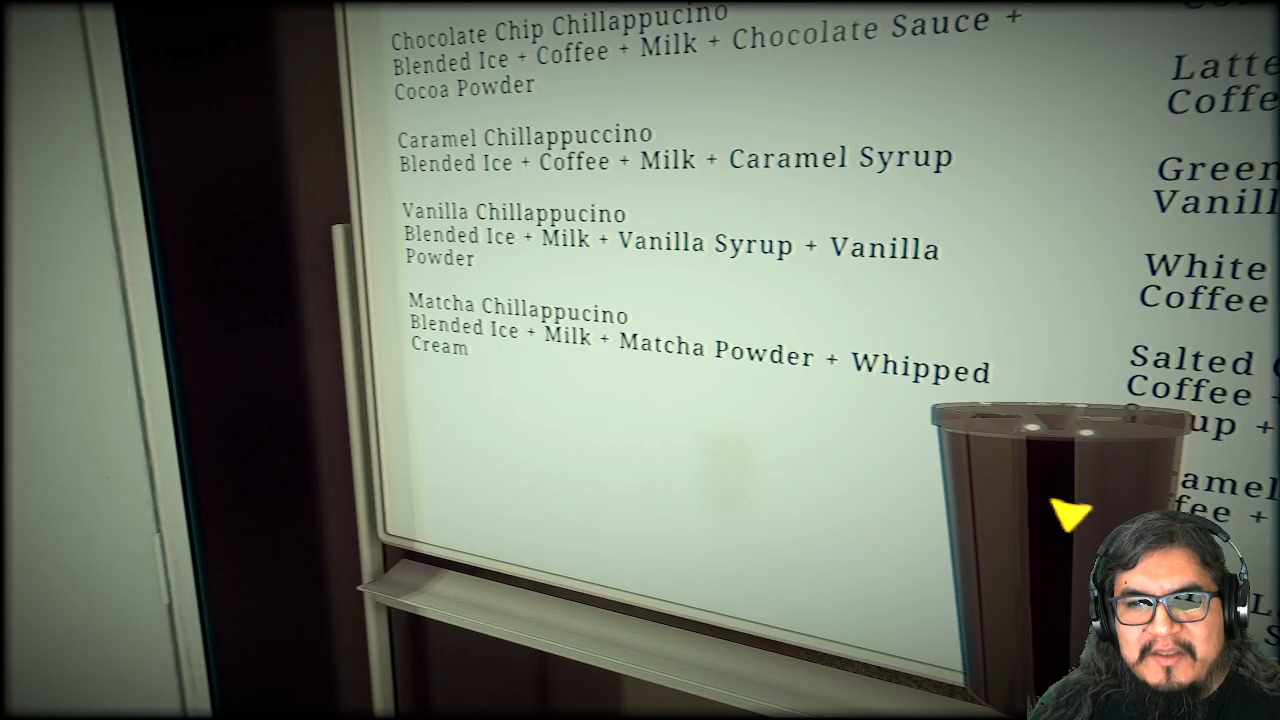 Chocolate Chip Chillappucino
Blended Ice + Coffee + Milk + Chocolate Sauce +
Cocoa Powder
Caramel Chillappuccino
Blended Ice + Coffee + Milk + Caramel Syrup
Vanilla Chillappucino
Blended Ice + Milk + Vanilla Syrup + Vanilla
Powder
Matcha Chillappucino
Blended Ice + Milk + Matcha Powder + Whipped
Cream
Latte
Coffe
Green
Vanill
White
Coffee
Salted
Coffee
up +
amel
fee +